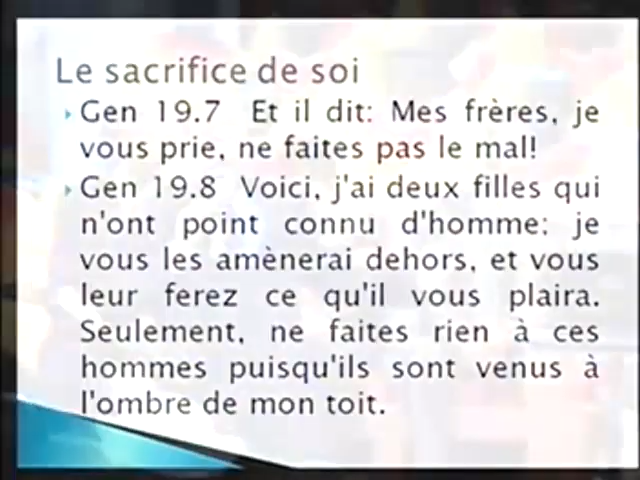 Le sacrifice de soi
Gen 19.7 Et il dit: Mes frères, je
vous prie, ne faites pas le mal!
Gen 19.8 Voici, j'ai deux filles qui
n'ont point connu d'homme; je
vous les amènerai dehors, et vous
leur ferez ce qu'il vous plaira.
Seulement, ne faites rien à ces
hommes puisqu'ils sont venus à
l'ombre de mon toit.